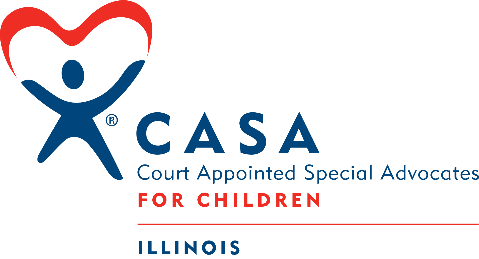 ® CASA
Court Appointed Special Advocates
FOR CHILDREN
ILLINOIS